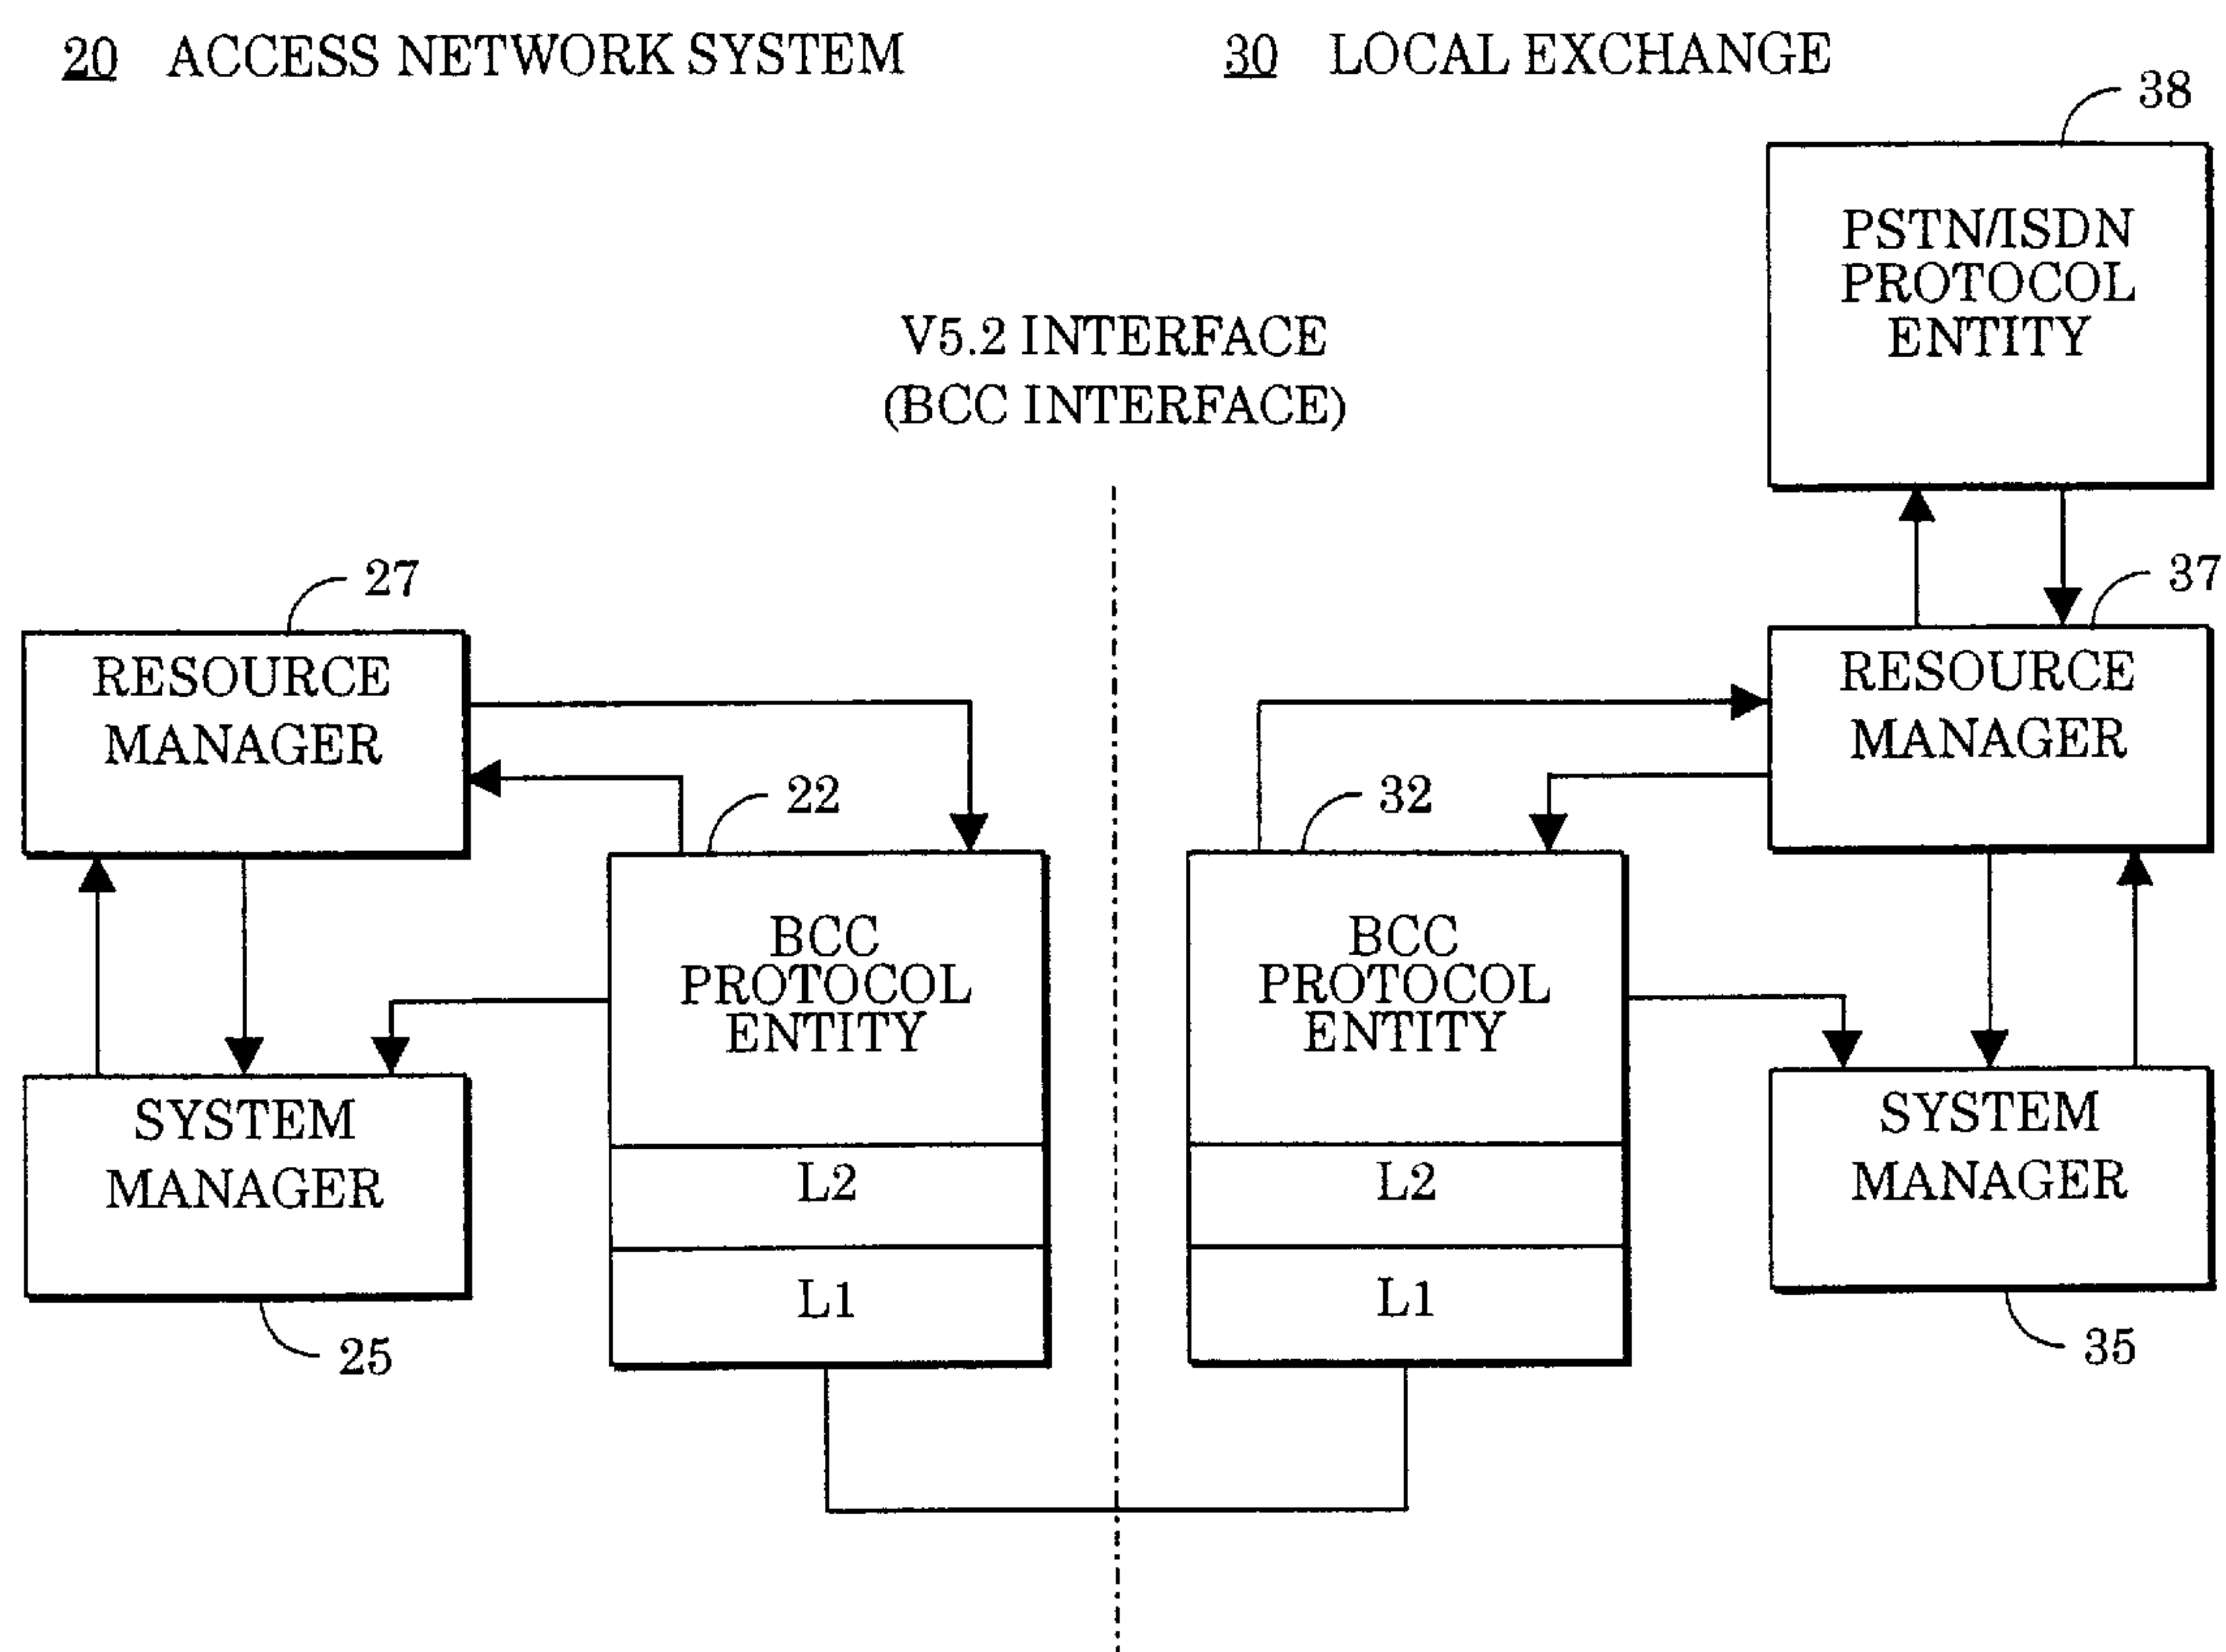 20 ACCESS NETWORK SYSTEM
30 LOCAL EXCHANGE
38
PSTN/ISDN
PROTOCOL
ENTITY
V5.2 INTERFACE
(BCC INTERFACE)
27
RESOURCE
MANAGER
37
RESOURCE
MANAGER
22
BCC
PROTOCOL
ENTITY
L2
L1
32
BCC
PROTOCOL
ENTITY
L2
L1
SYSTEM
MANAGER
25
SYSTEM
MANAGER
35